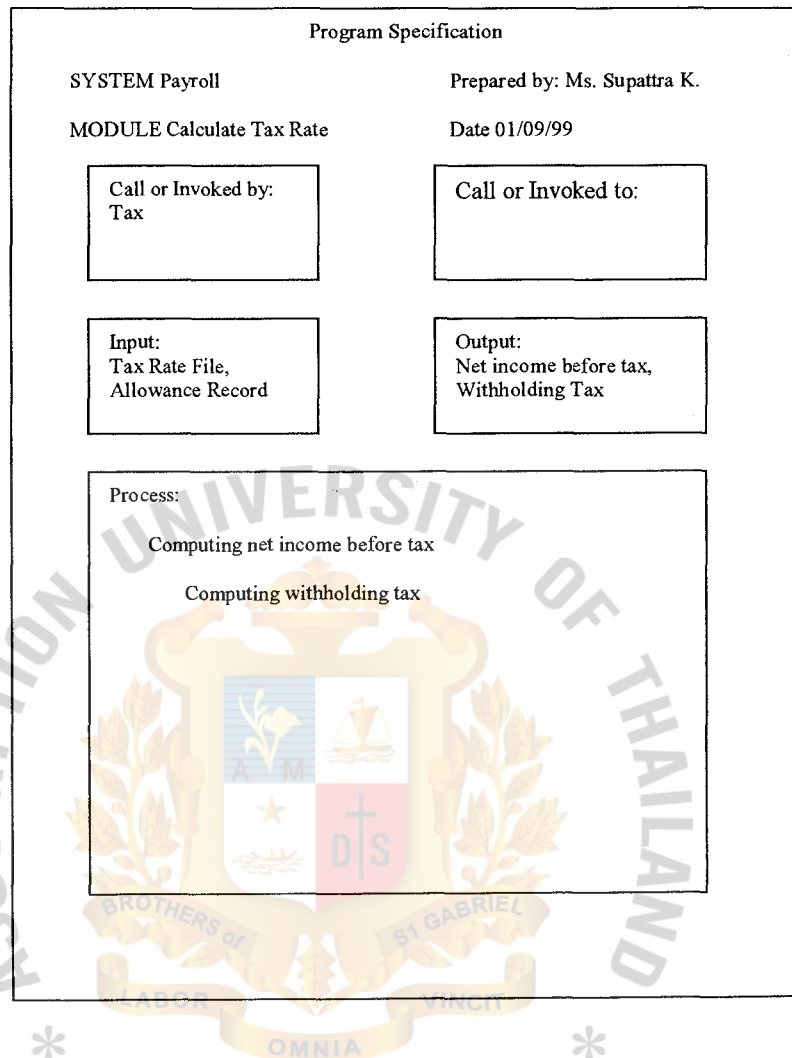 Program Specification
SYSTEM Payroll
Prepared by: Ms. Supattra K.
MODULE Calculate Tax Rate
Date 01/09/99
Call or Invoked by:
Tax
Call or Invoked to:
Input:
Tax Rate File,
Allowance Record
Output:
Net income before tax,
Withholding Tax
Process:
Computing net income before tax
Computing withholding tax
UNIVERSITY OF THAILAND
A M
D S
BROTHERS of ST GABRIEL
LABOR
VINCIT
OMNIA